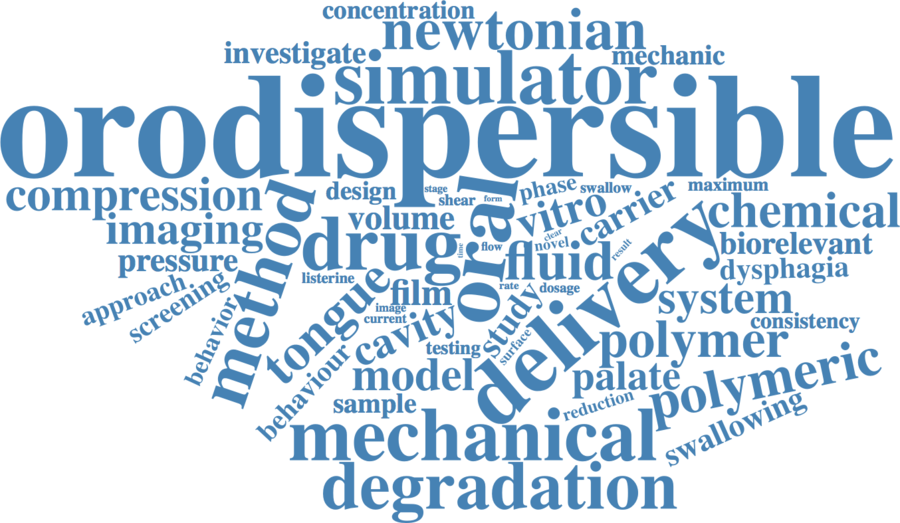 concentration
newtonian
investigate
mechanic
simulator
orodispersible
compression
design
stage
shear
form
phase
swallow
maximum
method
oral
vitro
carrier
chemical
imaging
volume
drug
clear
novel
flow
time
result
biorelevant
pressure
fluid
delivery
dysphagia
listerine
tongue
film
rate
dosage
system
approach
screening
image
current
cavity
study
surface
consistency
behavior
behaviour
testing
polymer
model
palate
polymeric
sample
reduction
swallowing
mechanical
degradation